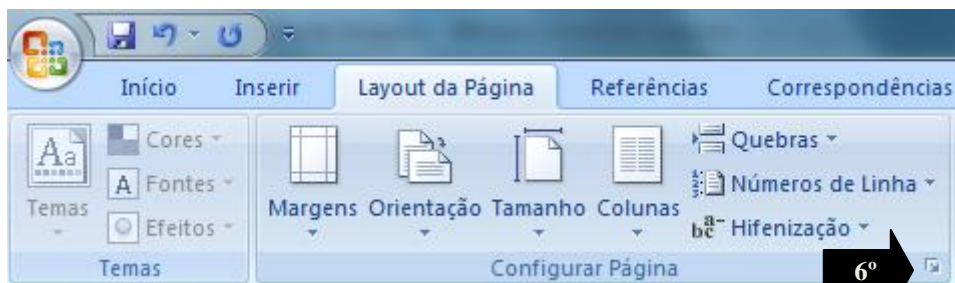 Início Inserir Layout da Página Referências Correspondências
Aa Cores Quebras
A Fontes Números de Linha
Temas Margens Orientação Tamanho Colunas
Efeitos bc a- Hifenização
Temas Configurar Página 6º